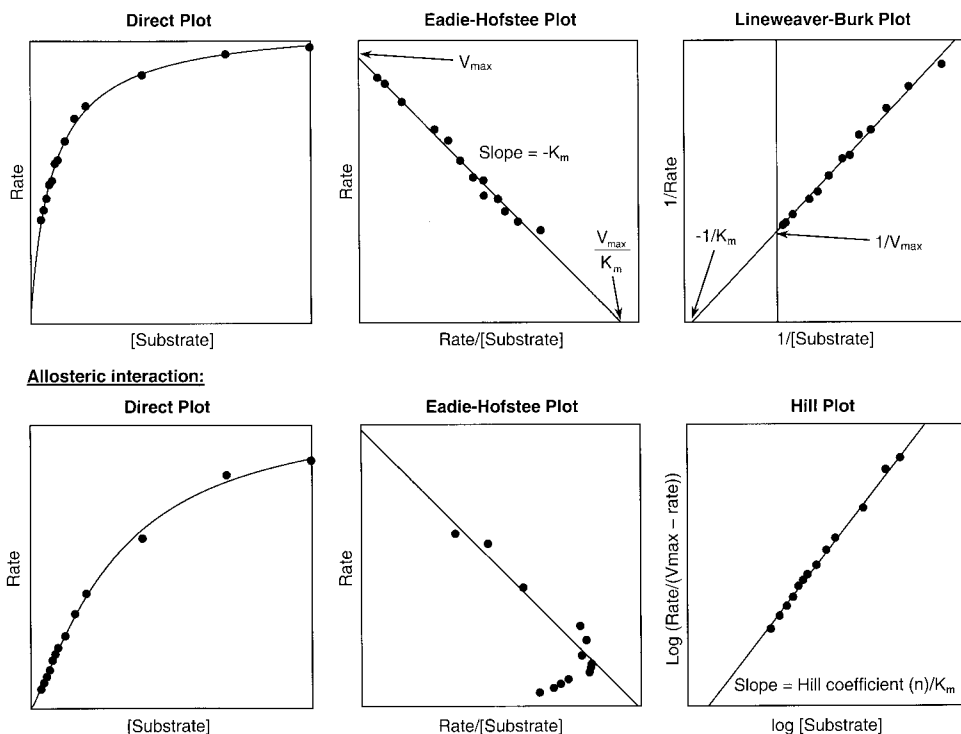 Direct Plot
Eadie-Hofstee Plot
Lineweaver-Burk Plot
Rate
[Substrate]
Rate
Vmax
Slope = -Km
Vmax
Km
Rate/[Substrate]
1/Rate
-1/Km
1/Vmax
1/[Substrate]
Allosteric interaction:
Direct Plot
Eadie-Hofstee Plot
Hill Plot
Rate
[Substrate]
Rate
Rate/[Substrate]
Log (Rate/(Vmax – rate))
Slope = Hill coefficient (n)/Km
log [Substrate]